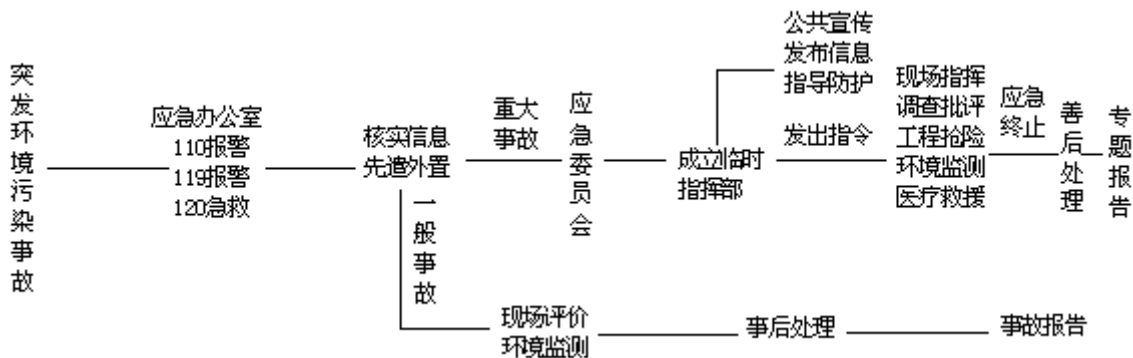 突发环境污染事故
应急办公室
110报警
119报警
120急救
核实信息
先遣外置
重大
事故
一般事故
应急委员会
成立临时
指挥部
公共宣传
发布信息
指导防护
发出指令
现场指挥
调查批评
工程抢险
环境监测
医疗救援
应急
终止
善后处理
专题报告
现场评价
环境监测
事后处理
事故报告